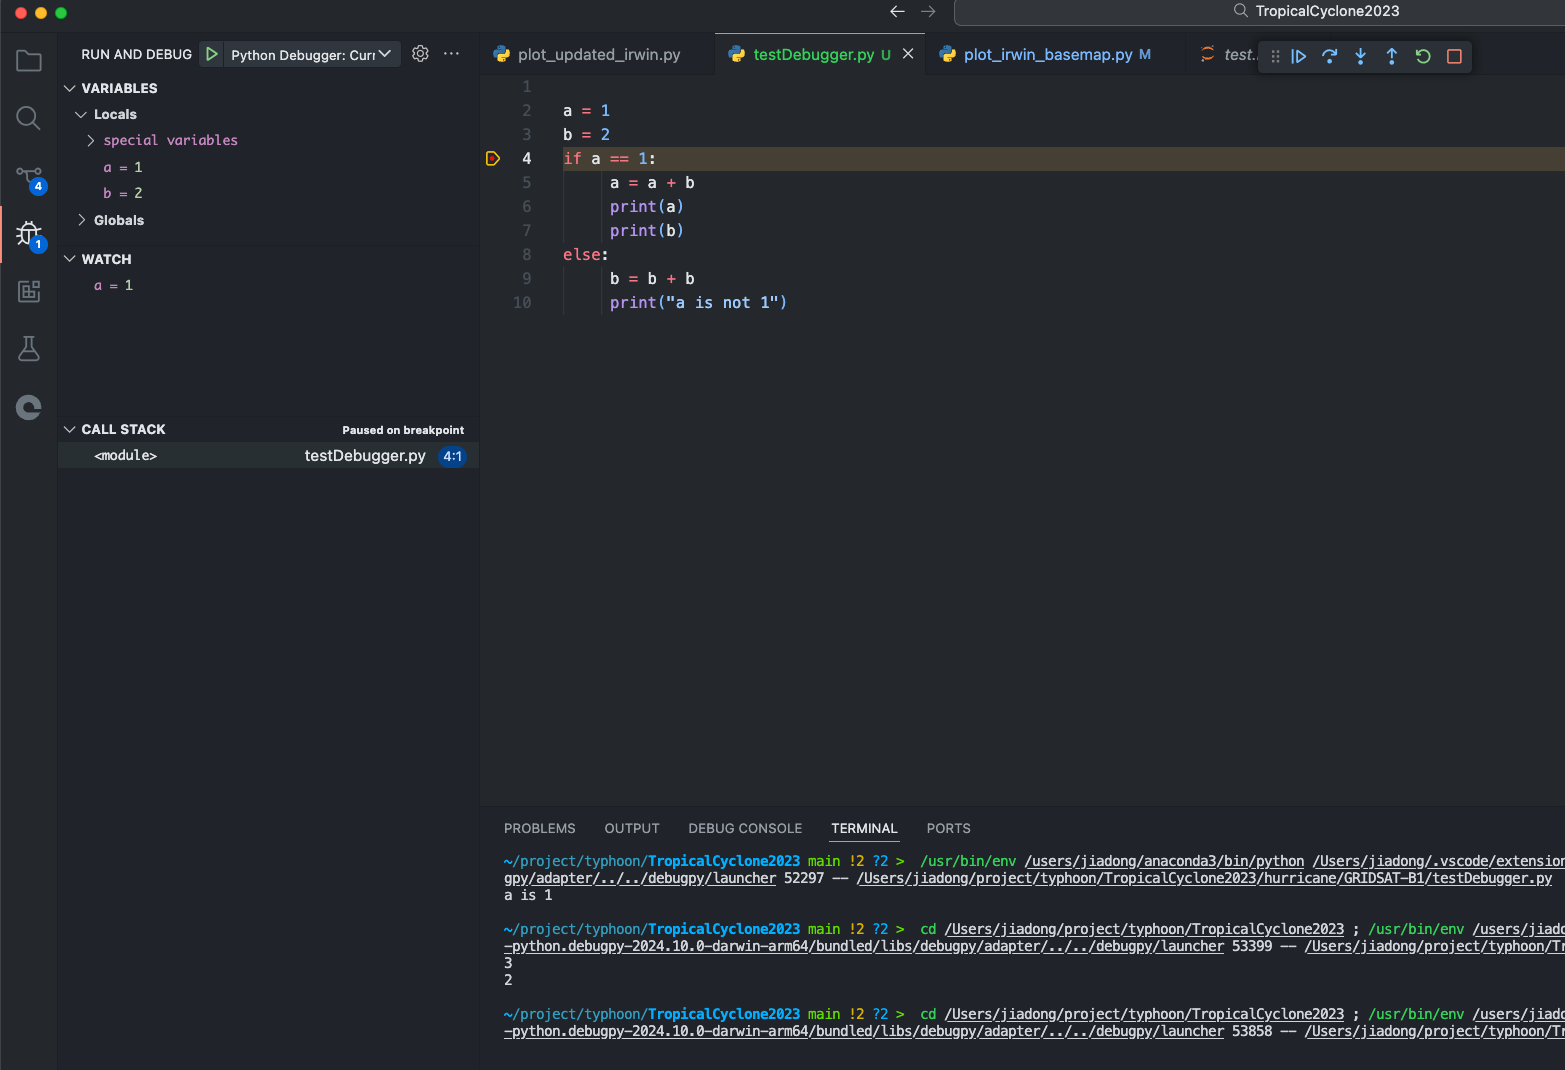 TropicalCyclone2023
RUN AND DEBUG Python Debugger: Curr
plot_updated_irwin.py testDebugger.py U plot_irwin_basemap.py M test..
VARIABLES
Locals
special variables
a = 1
b = 2
Globals
4
1
WATCH
a = 1
CALL STACK Paused on breakpoint
<module> testDebugger.py 4:1
1
2 a = 1
3 b = 2
4 if a == 1:
5 a = a + b
6 print(a)
7 print(b)
8 else:
9 b = b + b
10 print("a is not 1")
PROBLEMS OUTPUT DEBUG CONSOLE TERMINAL PORTS
~/project/typhoon/TropicalCyclone2023 main !2 ?2 > /usr/bin/env /users/jiadong/anaconda3/bin/python /Users/jiadong/.vscode/extension
gpy/adapter/../../debugpy/launcher 52297 -- /Users/jiadong/project/typhoon/TropicalCyclone2023/hurricane/GRIDSAT-B1/testDebugger.py
a is 1
~/project/typhoon/TropicalCyclone2023 main !2 ?2 > cd /Users/jiadong/project/typhoon/TropicalCyclone2023 ; /usr/bin/env /users/jiado
-python.debugpy-2024.10.0-darwin-arm64/bundled/libs/debugpy/adapter/../../debugpy/launcher 53399 -- /Users/jiadong/project/typhoon/Tr
3
2
~/project/typhoon/TropicalCyclone2023 main !2 ?2 > cd /Users/jiadong/project/typhoon/TropicalCyclone2023 ; /usr/bin/env /users/jiado
-python.debugpy-2024.10.0-darwin-arm64/bundled/libs/debugpy/adapter/../../debugpy/launcher 53858 -- /Users/jiadong/project/typhoon/Tr